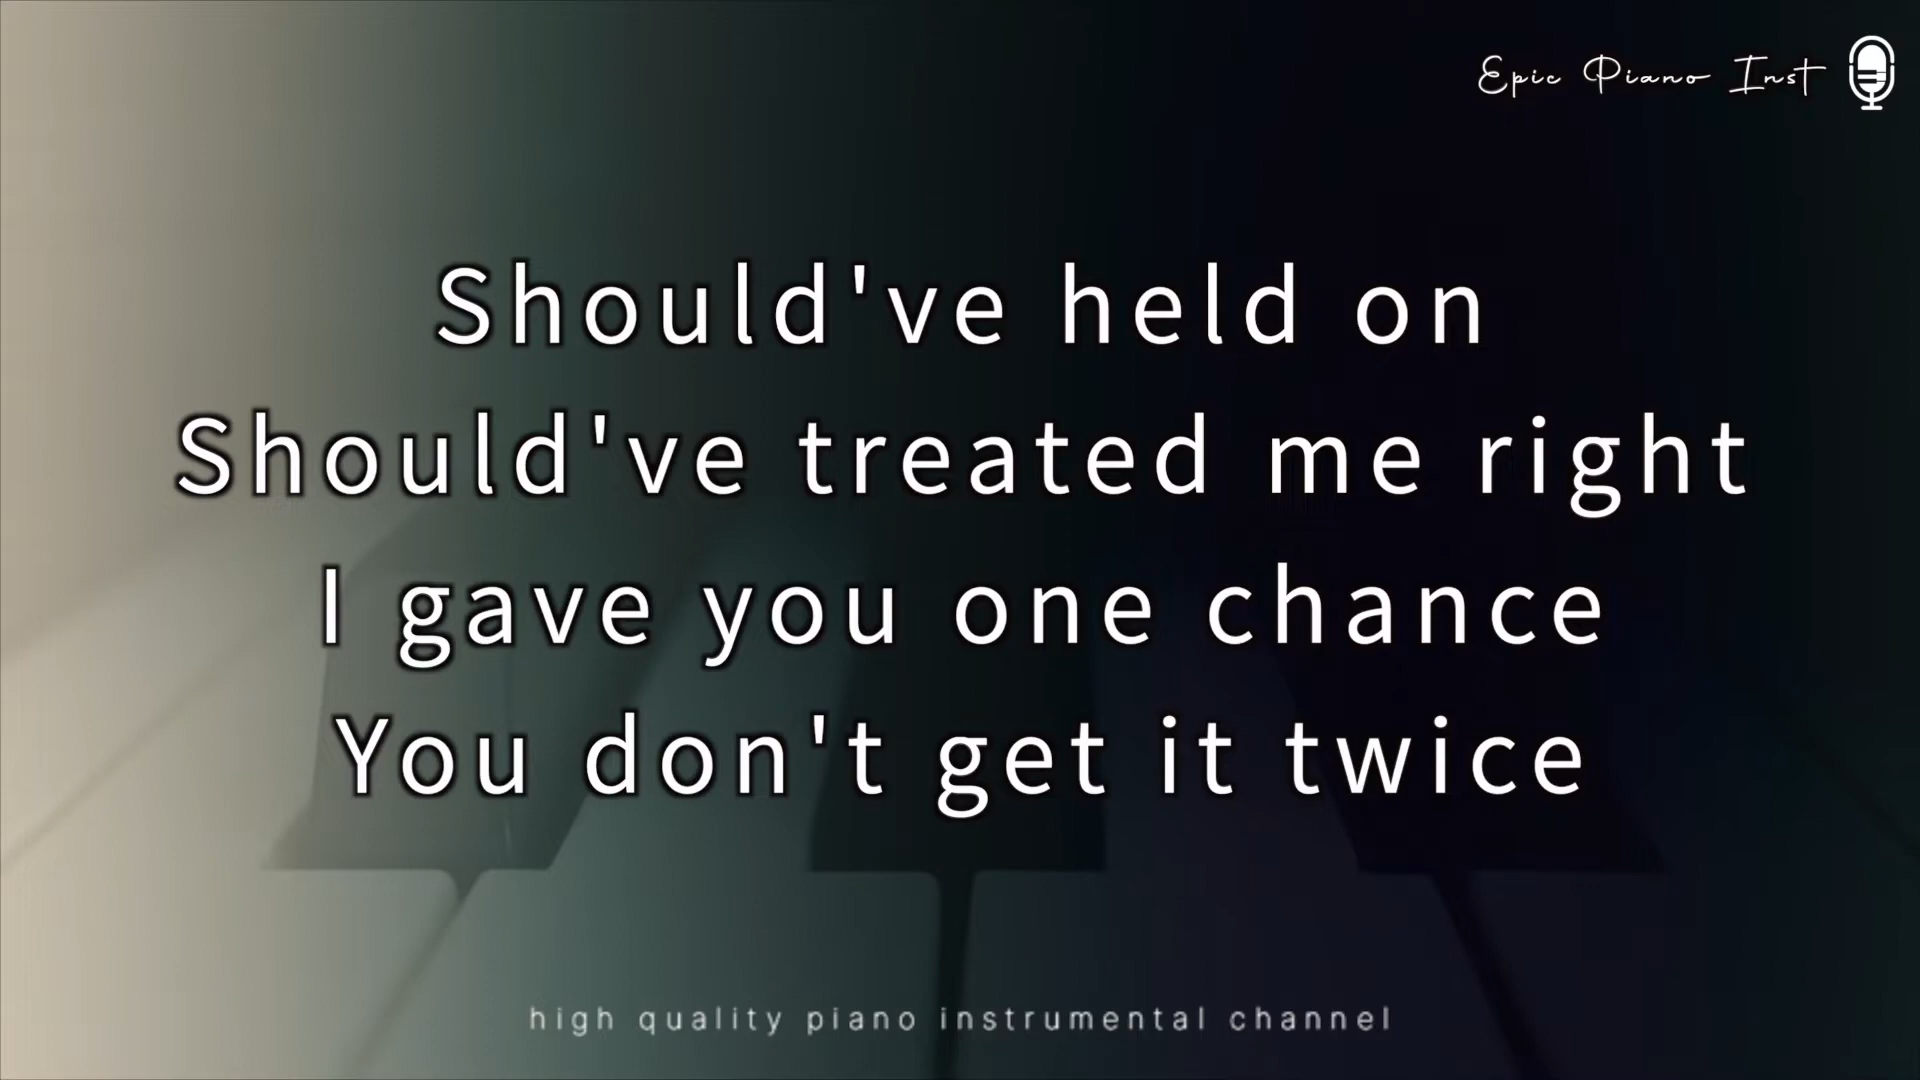 Epic Piano Inst
Should've held on
Should've treated me right
I gave you one chance
You don't get it twice
high quality piano instrumental channel